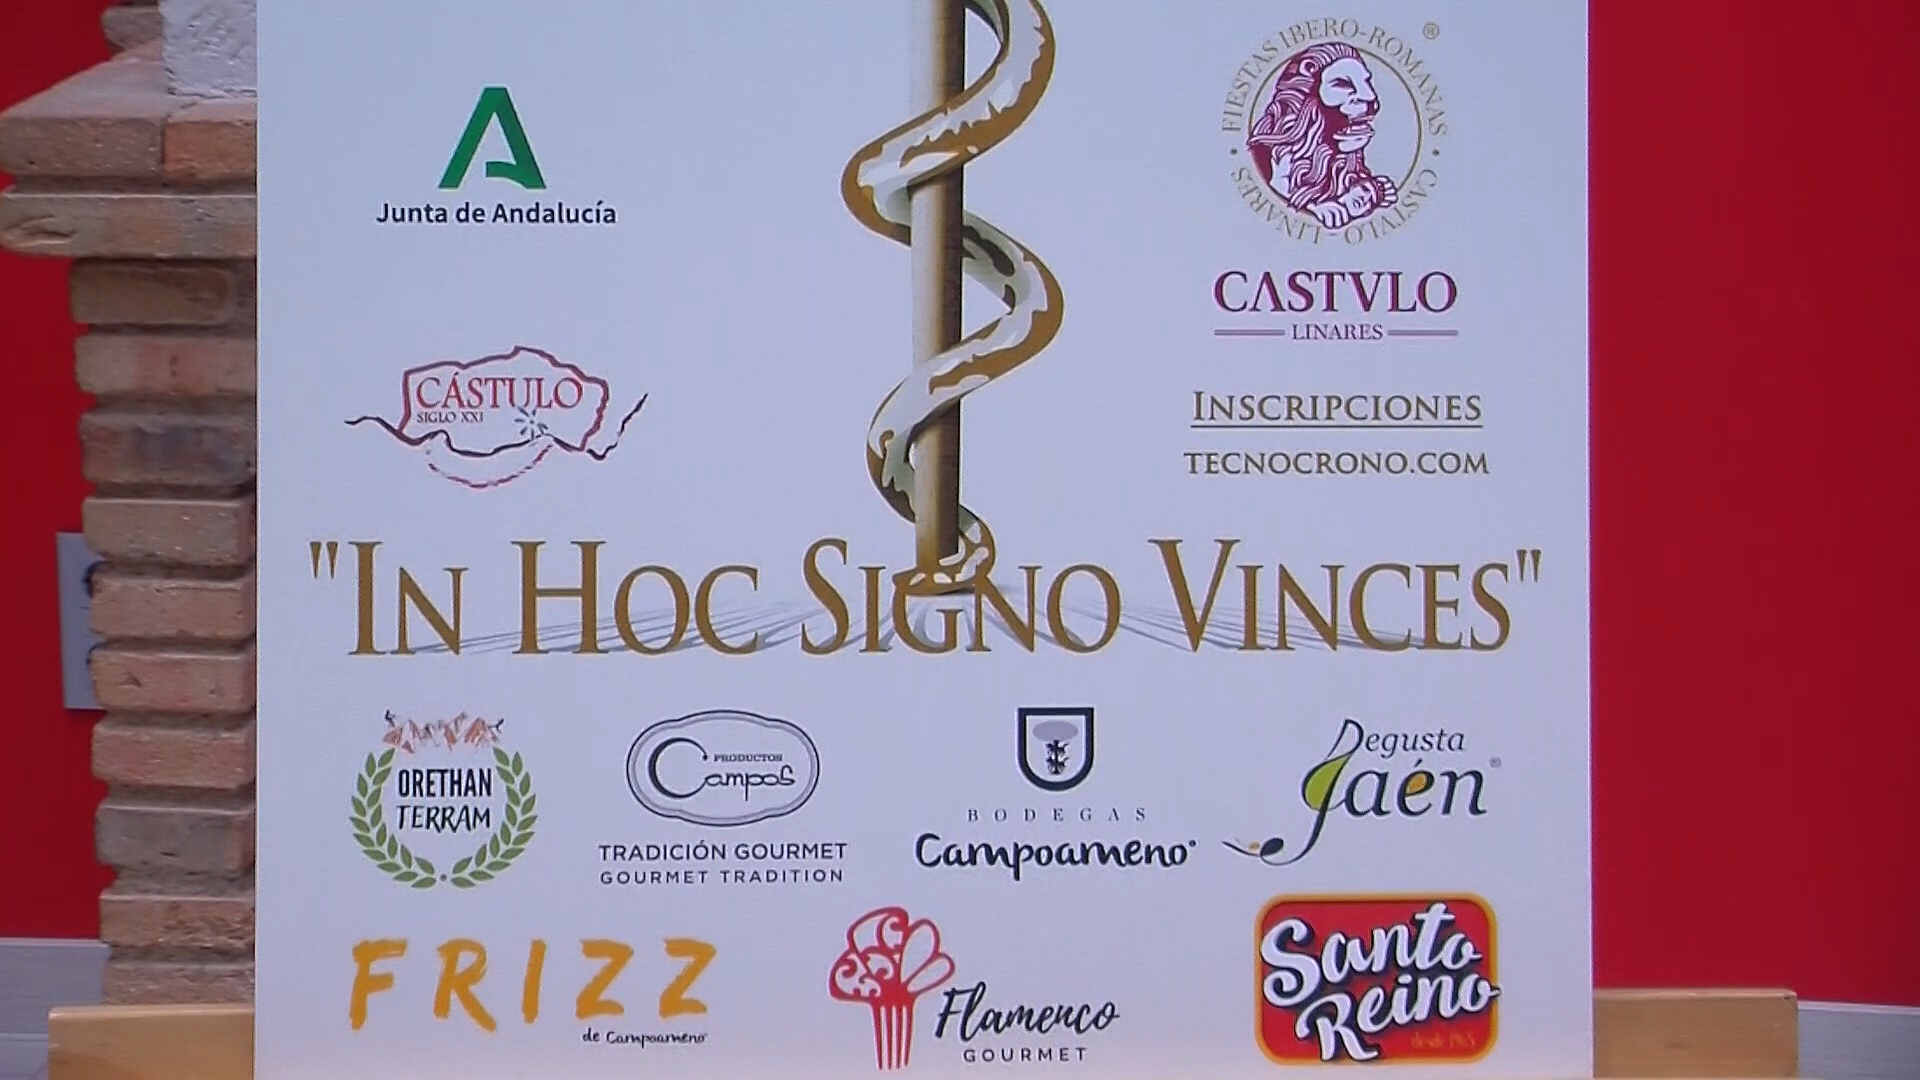 Junta de Andalucía
FIESTAS IBERO-ROMANAS
LINARES - CASTVLO
®
CASTVLO
LINARES
CÁSTULO
SIGLO XXI
INSCRIPCIONES
TECNOCRONO.COM
"IN HOC SIGNO VINCES"
ORETHAN
TERRAM
PRODUCTOS
Campos
TRADICIÓN GOURMET
GOURMET TRADITION
BODEGAS
Campoameno
Degusta
Jaén®
FRIZZ
de Campoameno
Flamenco
GOURMET
Santo
Reino
desde 1965